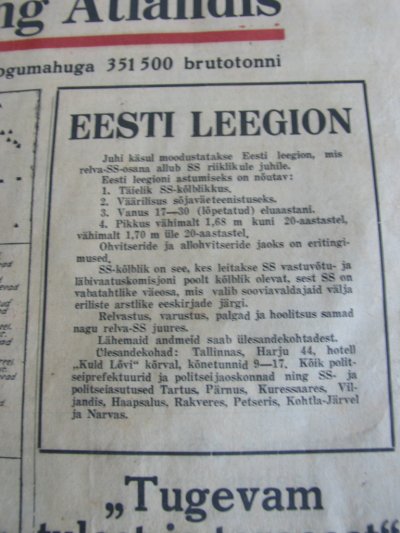 ng Atlandis
ogumahuga 351 500 brutotonni
EESTI LEEGION
Juhi käsul moodustatakse Eesti leegion, mis
relva-SS-osana allub SS riiklikule juhile.
Eesti leegioni astumiseks on nõutav:
1. Täielik SS-kõlblikkus.
2. Väärilisus sõjaväeteenistuseks.
3. Vanus 17—30 (lõpetatud) eluaastani.
4. Pikkus vähimalt 1,68 m kuni 20-aastastel,
vähimalt 1,70 m üle 20-aastastel.
Ohvitseride ja allohvitseride jaoks on eritingi-
mused.
SS-kõlblik on see, kes leitakse SS vastuvõtu- ja
läbivaatuskomisjoni poolt kõlblik olevat, sest SS on
vabatahtlike väeosa, mis valib sooviavaldajaid välja
eriliste arstlike eeskirjade järgi.
Relvastus, varustus, palgad ja hoolitsus samad
nagu relva-SS juures.
Lähemaid andmeid saab ülesandekohtadest.
Ülesandekohad: Tallinnas, Harju 44, hotell
„Kuld Lõvi" kõrval, kõnetunnid 9—17. Kõik polit-
seiprefektuurid ja politseijaoskonnad ning SS- ja
politseiasutused Tartus, Pärnus, Kuressaares, Vil-
jandis, Haapsalus, Rakveres, Petseris, Kohtla-Järvel
ja Narvas.
„Tugevam